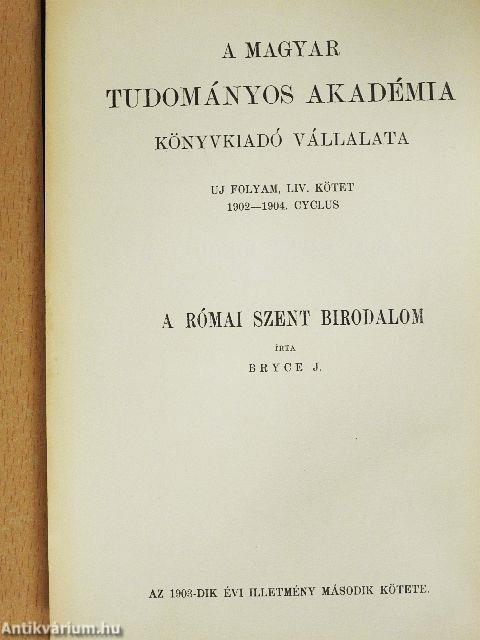 A MAGYAR
TUDOMÁNYOS AKADÉMIA
KÖNYVKIADÓ VÁLLALATA
UJ FOLYAM, LIV. KÖTET
1902—1904. CYCLUS
A RÓMAI SZENT BIRODALOM
ÍRTA
BRYCE J.
AZ 1903-DIK ÉVI ILLETMÉNY MÁSODIK KÖTETE.
Antikvárium.hu